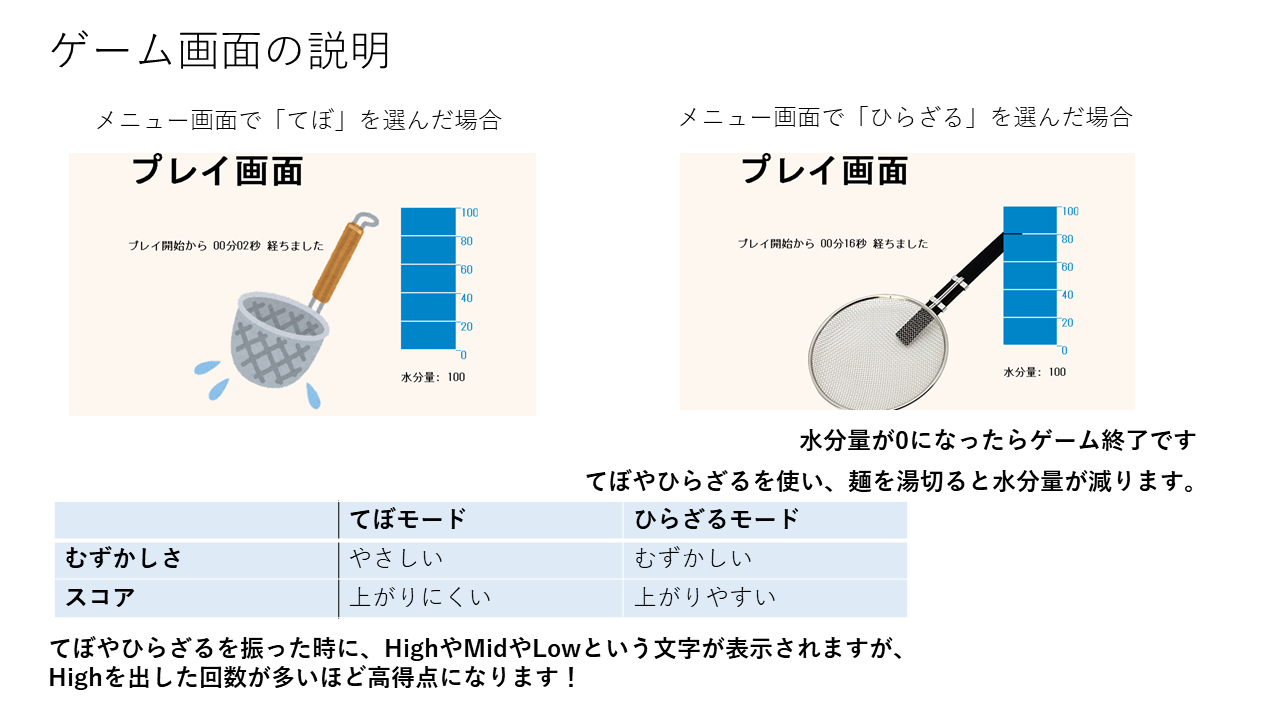 ゲーム画面の説明
メニュー画面で「てぼ」を選んだ場合
メニュー画面で「ひらざる」を選んだ場合
プレイ画面
プレイ開始から 00分02秒 経ちました
100
80
60
40
20
0
水分量: 100
プレイ画面
プレイ開始から 00分16秒 経ちました
100
80
60
40
20
0
水分量: 100
水分量が0になったらゲーム終了です
てぼやひらざるを使い、麺を湯切ると水分量が減ります。
てぼモード ひらざるモード
むずかしさ やさしい むずかしい
スコア 上がりにくい 上がりやすい
てぼやひらざるを振った時に、HighやMidやLowという文字が表示されますが、
Highを出した回数が多いほど高得点になります！